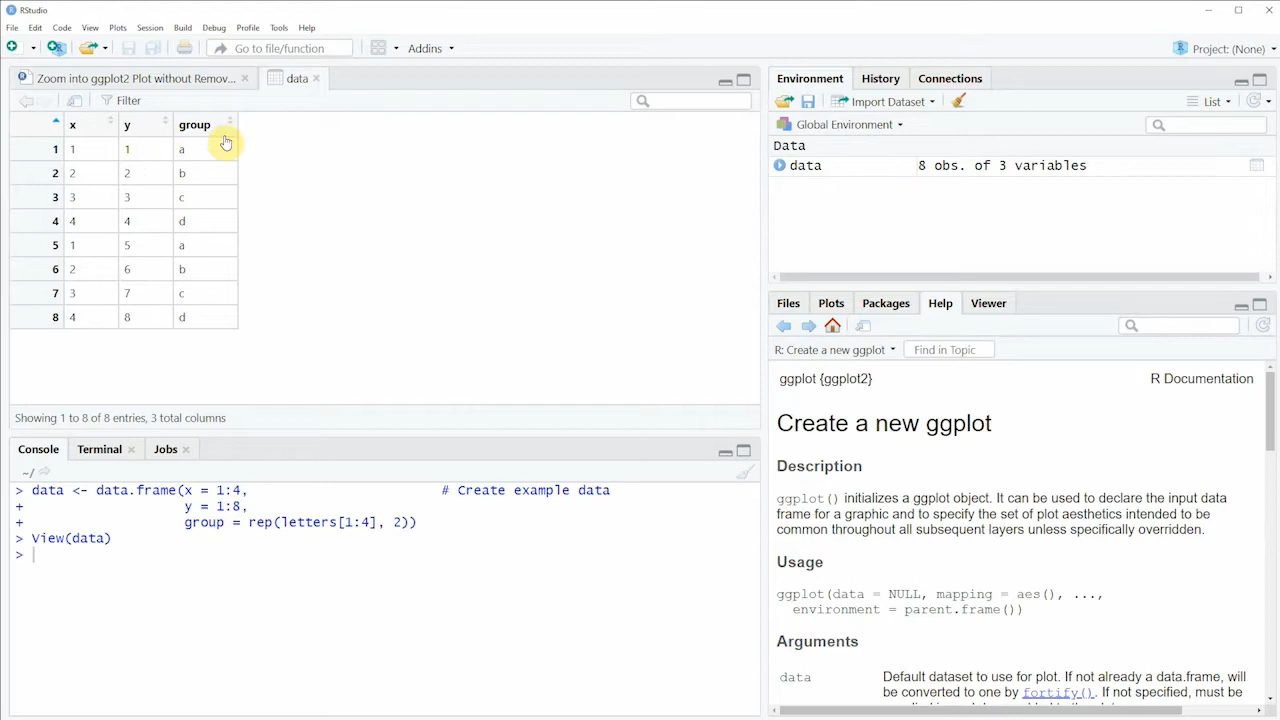 RStudio
File Edit Code View Plots Session Build Debug Profile Tools Help
Go to file/function Addins Project: (None)
Zoom into ggplot2 Plot without Remov... data
Filter
x y group
1 1 1 a
2 2 2 b
3 3 3 c
4 4 4 d
5 1 5 a
6 2 6 b
7 3 7 c
8 4 8 d
Showing 1 to 8 of 8 entries, 3 total columns
Console Terminal Jobs
~/
> data <- data.frame(x = 1:4, # Create example data
+ y = 1:8,
+ group = rep(letters[1:4], 2))
> View(data)
>
Environment History Connections
Import Dataset List
Global Environment
Data
data 8 obs. of 3 variables
Files Plots Packages Help Viewer
R: Create a new ggplot Find in Topic
ggplot {ggplot2} R Documentation
Create a new ggplot
Description
ggplot() initializes a ggplot object. It can be used to declare the input data
frame for a graphic and to specify the set of plot aesthetics intended to be
common throughout all subsequent layers unless specifically overridden.
Usage
ggplot(data = NULL, mapping = aes(), ...,
environment = parent.frame())
Arguments
data Default dataset to use for plot. If not already a data.frame, will
be converted to one by fortify(). If not specified, must be